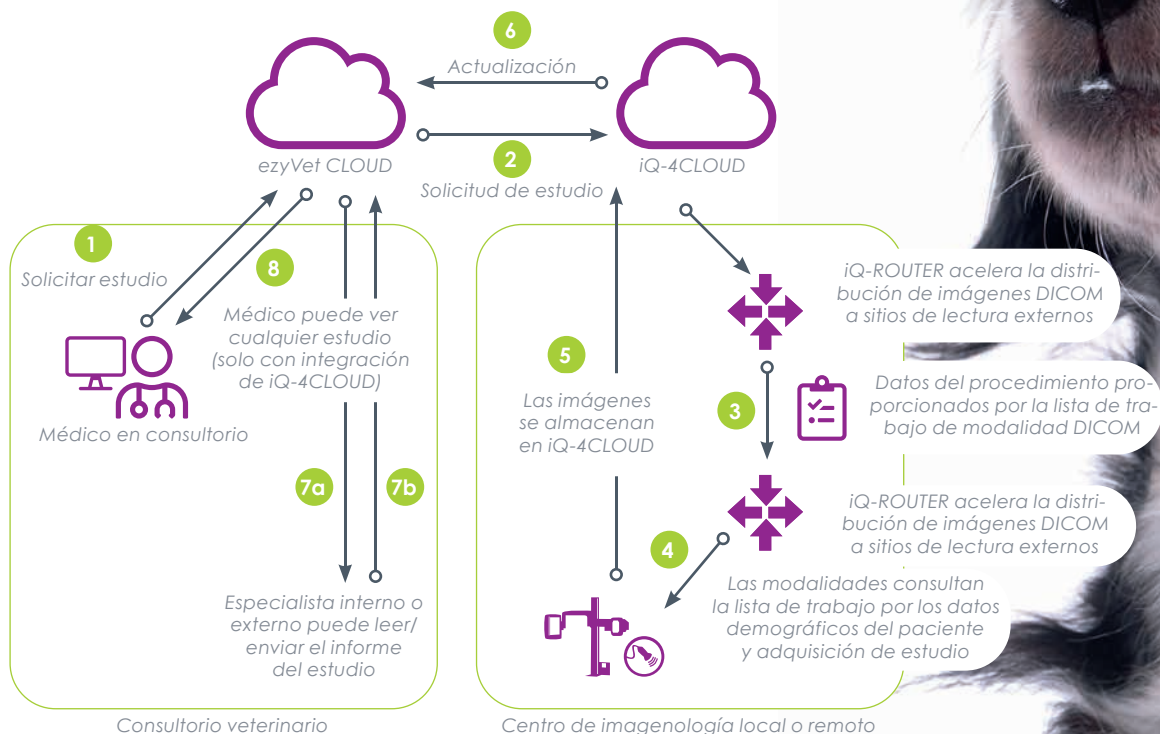 6
Actualización
ezyVet CLOUD
iQ-4CLOUD
2
Solicitud de estudio
1
Solicitar estudio
8
Médico puede ver
cualquier estudio
(solo con integración
de iQ-4CLOUD)
Médico en consultorio
7a
7b
Especialista interno o
externo puede leer/
enviar el informe
del estudio
Consultorio veterinario
5
Las imágenes
se almacenan
en iQ-4CLOUD
iQ-ROUTER acelera la distri-
bución de imágenes DICOM
a sitios de lectura externos
3
Datos del procedimiento pro-
porcionados por la lista de tra-
bajo de modalidad DICOM
iQ-ROUTER acelera la distri-
bución de imágenes DICOM
a sitios de lectura externos
4
Las modalidades consultan
la lista de trabajo por los datos
demográficos del paciente
y adquisición de estudio
Centro de imagenología local o remoto